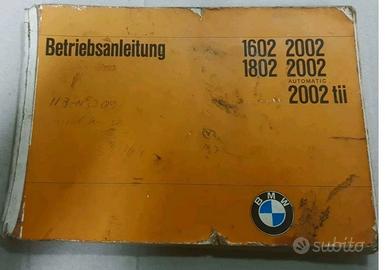 Betriebsanleitung
1602 2002
1802 2002
AUTOMATIC
2002 tii
BMW
subito